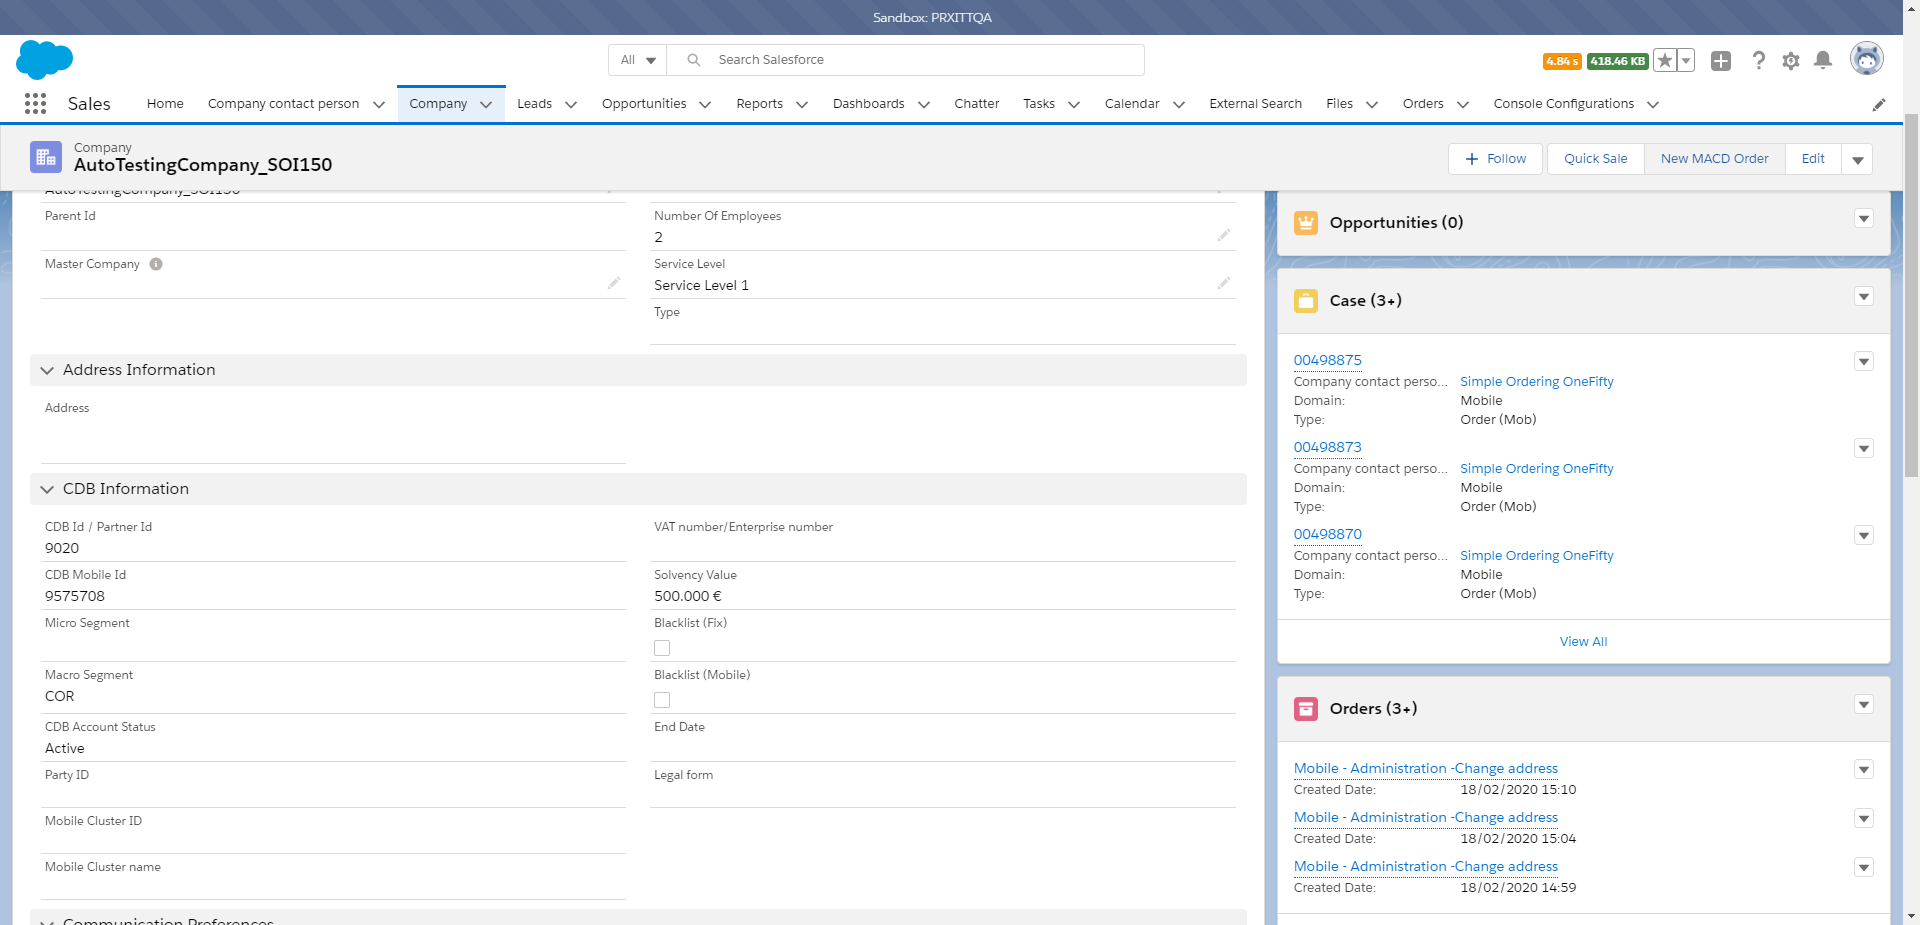 Sandbox: PRXITTQA
All
Search Salesforce
4.84 s
418.46 KB
Sales
Home
Company contact person
Company
Leads
Opportunities
Reports
Dashboards
Chatter
Tasks
Calendar
External Search
Files
Orders
Console Configurations
Company
AutoTestingCompany_SOI150
Follow
Quick Sale
New MACD Order
Edit
AutoTestingCompany_SOI150
Parent Id
Number Of Employees
2
Master Company
Service Level
Service Level 1
Type
Address Information
Address
CDB Information
CDB Id / Partner Id
9020
VAT number/Enterprise number
CDB Mobile Id
9575708
Solvency Value
500.000 €
Micro Segment
Blacklist (Fix)
Macro Segment
COR
Blacklist (Mobile)
CDB Account Status
Active
End Date
Party ID
Legal form
Mobile Cluster ID
Mobile Cluster name
Communication Preferences
Opportunities (0)
Case (3+)
00498875
Company contact perso... Simple Ordering OneFifty
Domain: Mobile
Type: Order (Mob)
00498873
Company contact perso... Simple Ordering OneFifty
Domain: Mobile
Type: Order (Mob)
00498870
Company contact perso... Simple Ordering OneFifty
Domain: Mobile
Type: Order (Mob)
View All
Orders (3+)
Mobile - Administration -Change address
Created Date: 18/02/2020 15:10
Mobile - Administration -Change address
Created Date: 18/02/2020 15:04
Mobile - Administration -Change address
Created Date: 18/02/2020 14:59